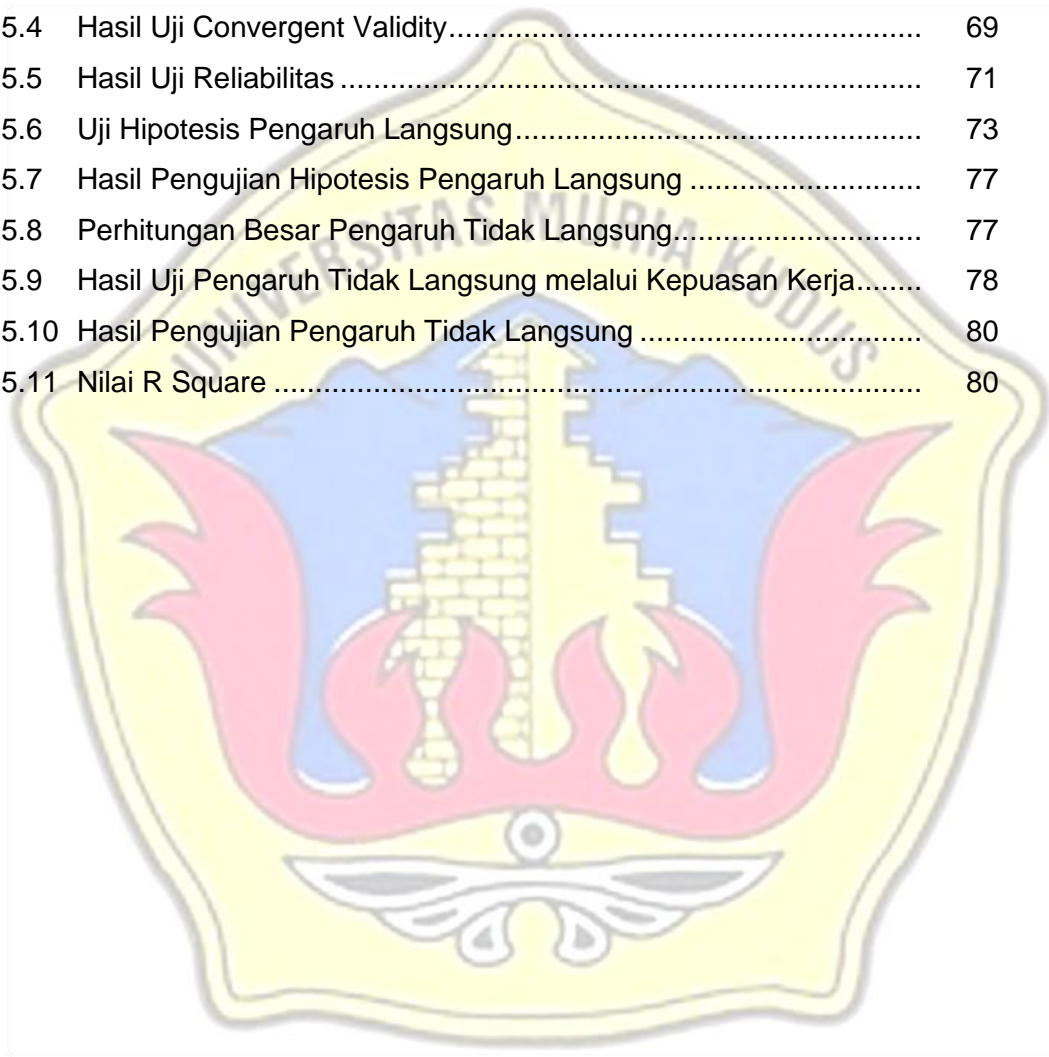 5.4 Hasil Uji Convergent Validity........................................................ 69
5.5 Hasil Uji Reliabilitas ..................................................................... 71
5.6 Uji Hipotesis Pengaruh Langsung................................................ 73
5.7 Hasil Pengujian Hipotesis Pengaruh Langsung ........................... 77
5.8 Perhitungan Besar Pengaruh Tidak Langsung............................. 77
5.9 Hasil Uji Pengaruh Tidak Langsung melalui Kepuasan Kerja....... 78
5.10 Hasil Pengujian Pengaruh Tidak Langsung ................................. 80
5.11 Nilai R Square ............................................................................. 80
UNIVERSITAS MURIA KUDUS